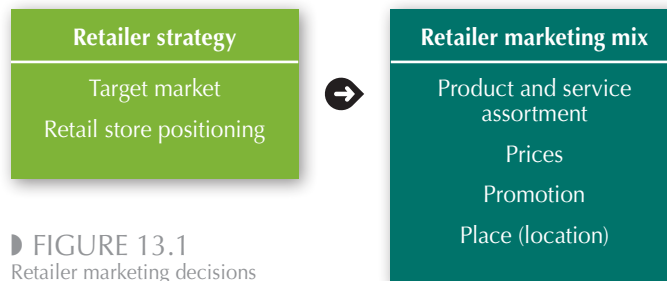 Retailer strategy
Target market
Retail store positioning
Retailer marketing mix
Product and service
assortment
Prices
Promotion
Place (location)
FIGURE 13.1
Retailer marketing decisions